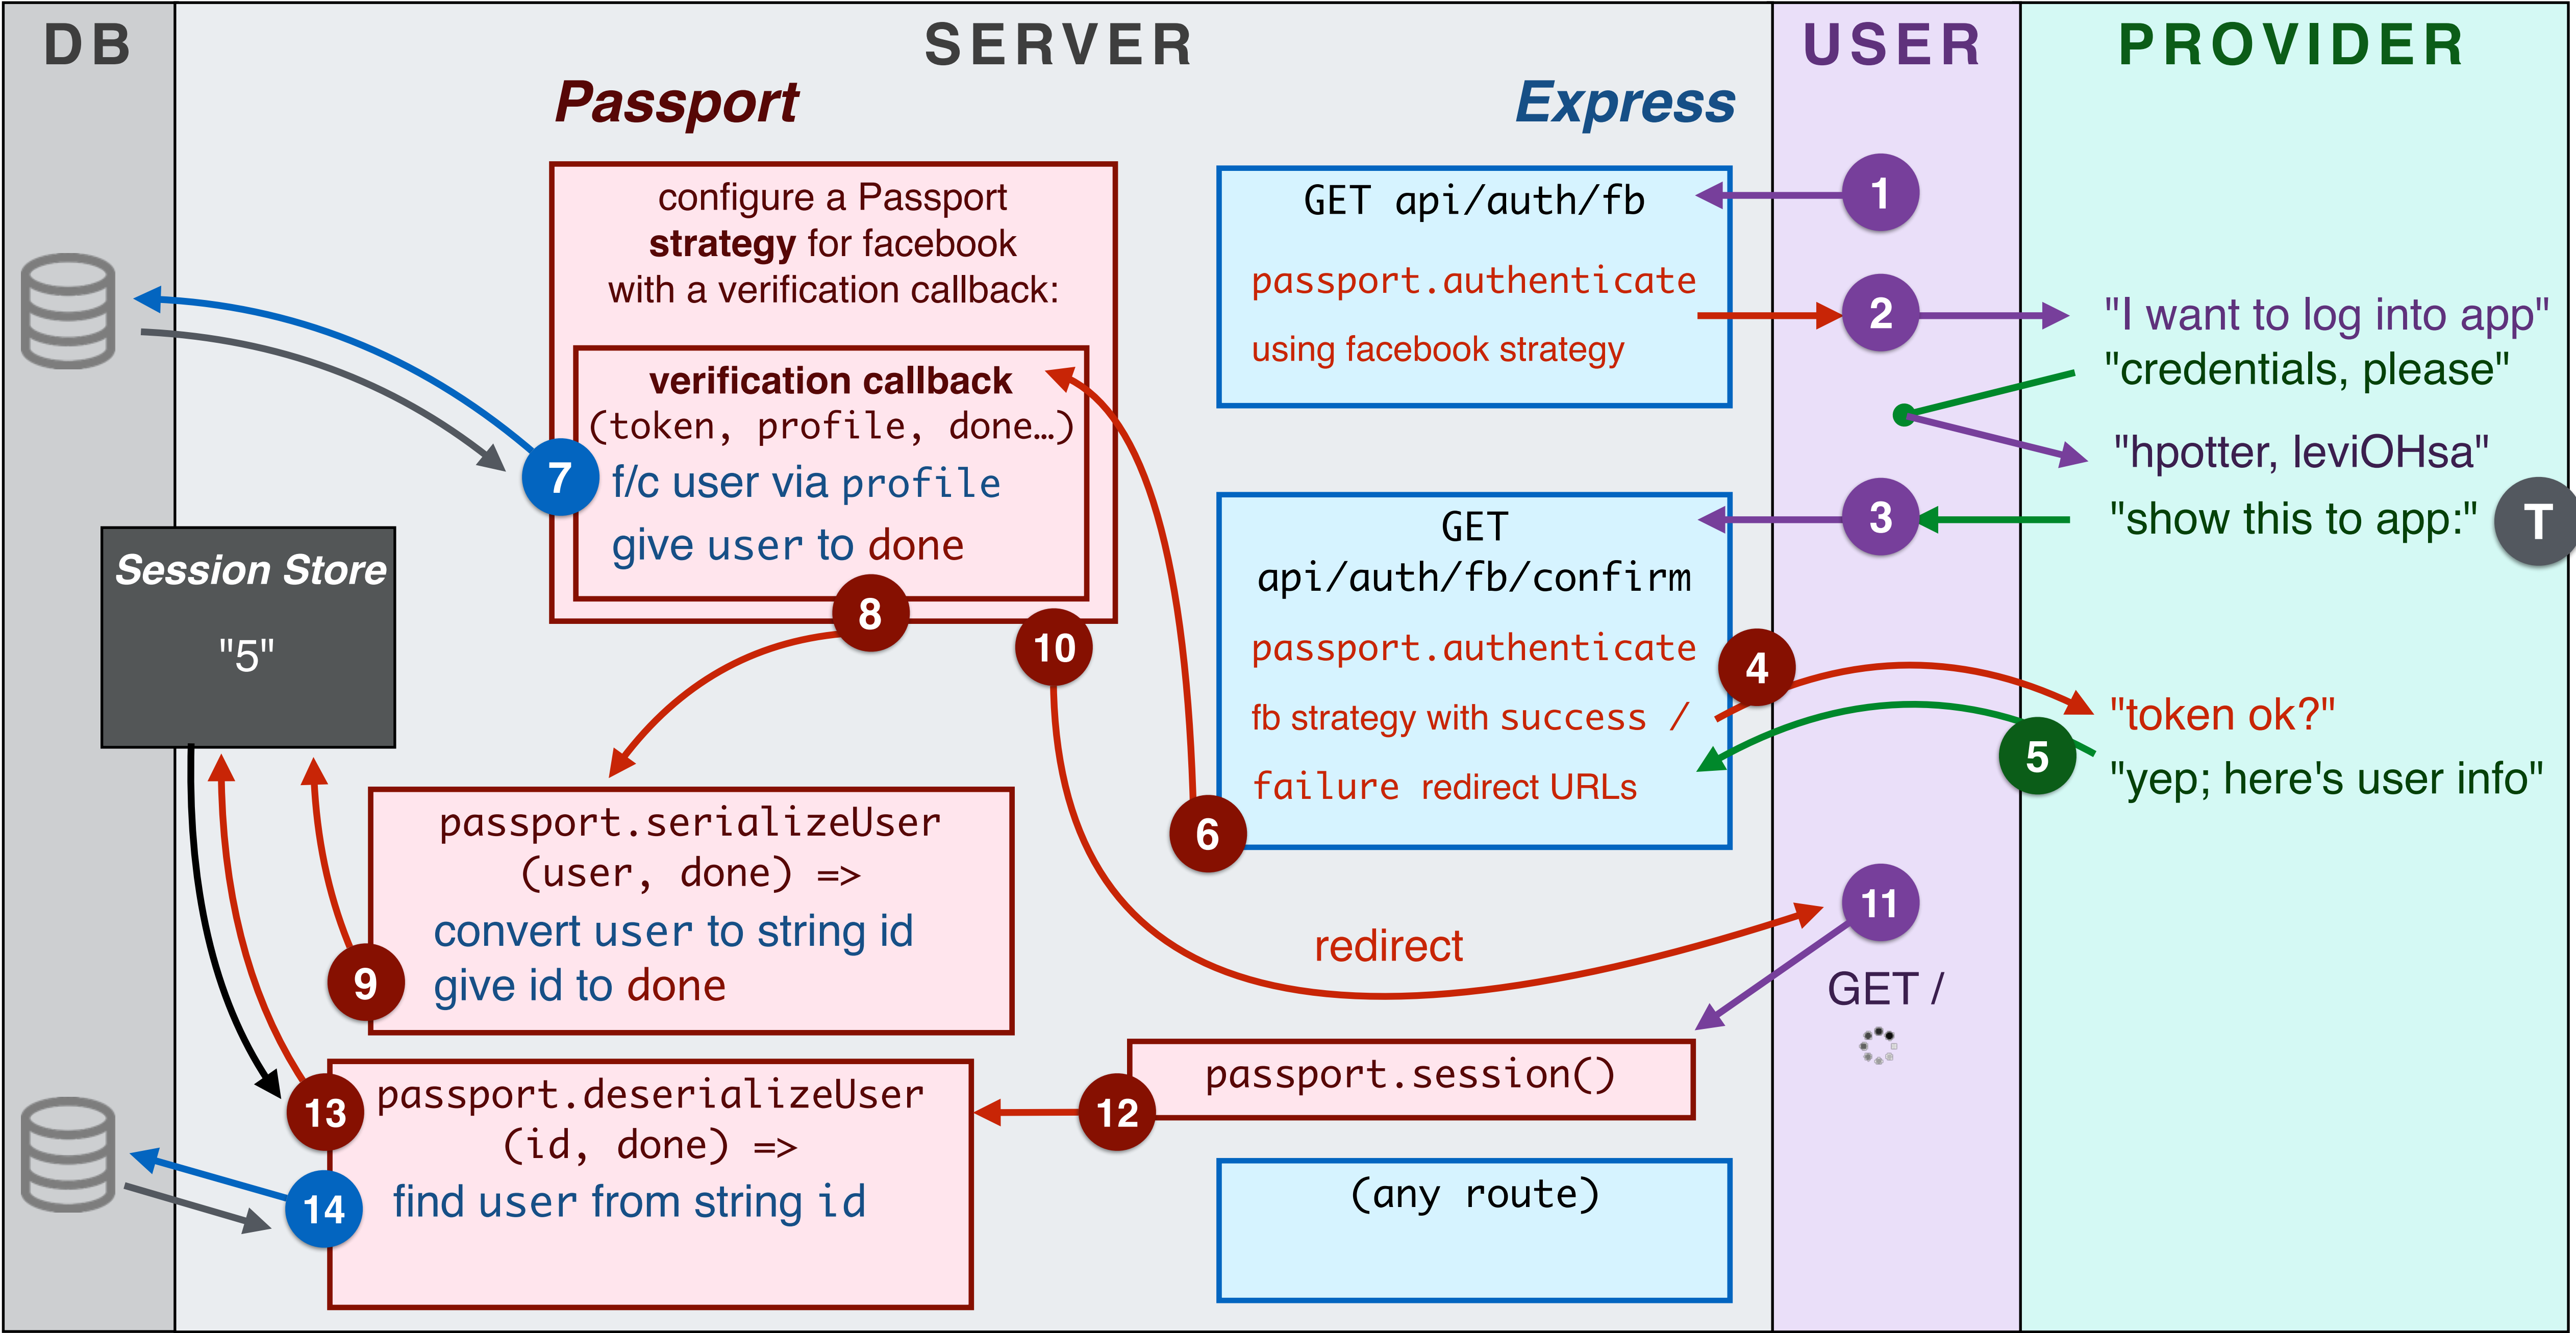 DB
SERVER
USER
PROVIDER
Passport
Express
configure a Passport
strategy for facebook
with a verification callback:
verification callback
(token, profile, done…)
7
f/c user via profile
give user to done
8
10
GET api/auth/fb
1
passport.authenticate
2
using facebook strategy
"I want to log into app"
"credentials, please"
"hpotter, leviOHsa"
"show this to app:"
T
3
GET
api/auth/fb/confirm
passport.authenticate
4
fb strategy with success /
failure redirect URLs
6
"token ok?"
5
"yep; here's user info"
Session Store
"5"
passport.serializeUser
(user, done) =>
convert user to string id
9
give id to done
redirect
11
GET /
passport.session()
12
13
passport.deserializeUser
(id, done) =>
14
find user from string id
(any route)